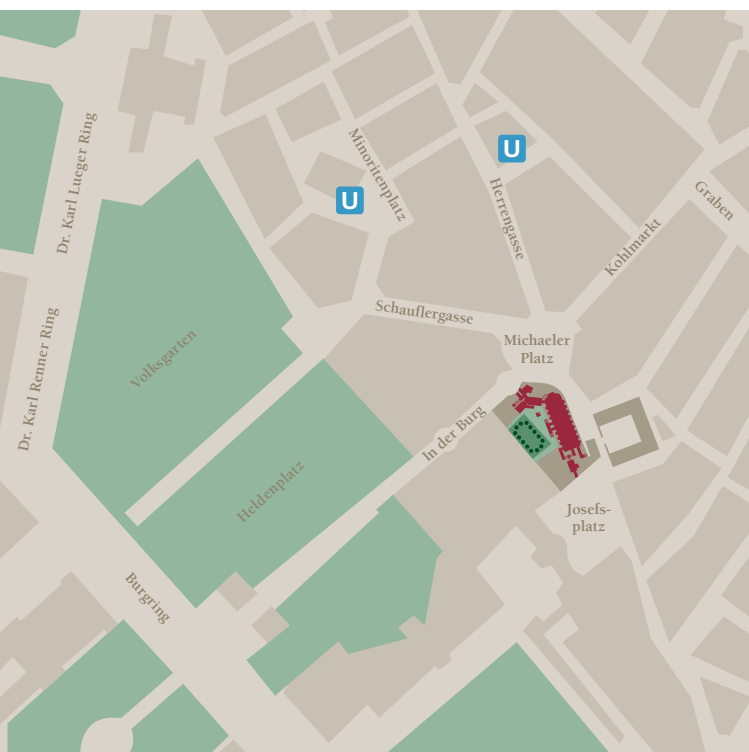 Dr. Karl Lueger Ring
Minoritenplatz
U
U
Herrengasse
Graben
Kohlmarkt
Schauflergasse
Michaeler
Platz
Volksgarten
Dr. Karl Renner Ring
In der Burg
Heldenplatz
Josefs-
platz
Burgring